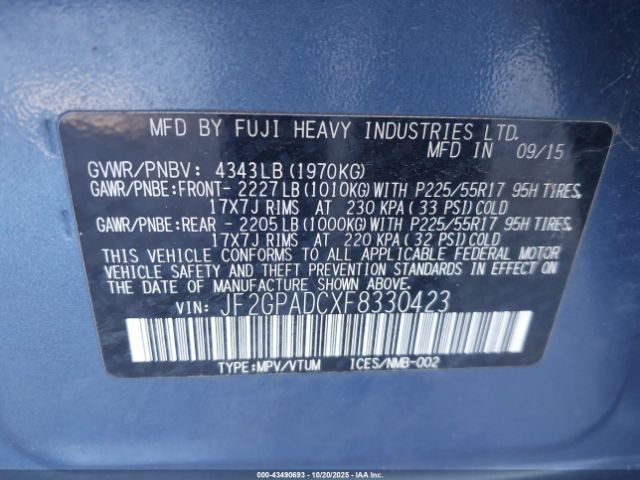 MFD BY FUJI HEAVY INDUSTRIES LTD.
MFD IN 09/15
GVWR/PNBV: 4343LB(1970KG)
GAWR/PNBE:FRONT- 2227LB(1010KG)WITH P225/55R17 95H TIRES,
17X7J RIMS AT 230 KPA(33 PSI)COLD
GAWR/PNBE:REAR - 2205LB(1000KG)WITH P225/55R17 95H TIRES,
17X7J RIMS AT 220 KPA(32 PSI)COLD
THIS VEHICLE CONFORMS TO ALL APPLICABLE FEDERAL MOTOR
VEHICLE SAFETY AND THEFT PREVENTION STANDARDS IN EFFECT ON
THE DATE OF MANUFACTURE SHOWN ABOVE.
VIN: JF2GPADCXF8330423
TYPE:MPV/VTUM ICES/NMB-002
000-43490693 - 10/20/2025 - IAA Inc. - Copyright